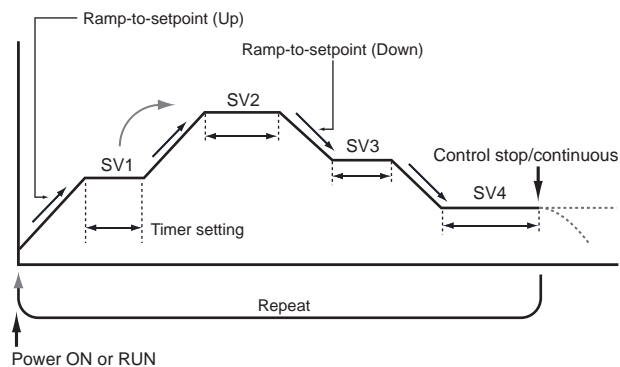 Ramp-to-setpoint (Up)
Ramp-to-setpoint (Down)
SV2
SV1
SV3
Control stop/continuous
SV4
Timer setting
Repeat
Power ON or RUN